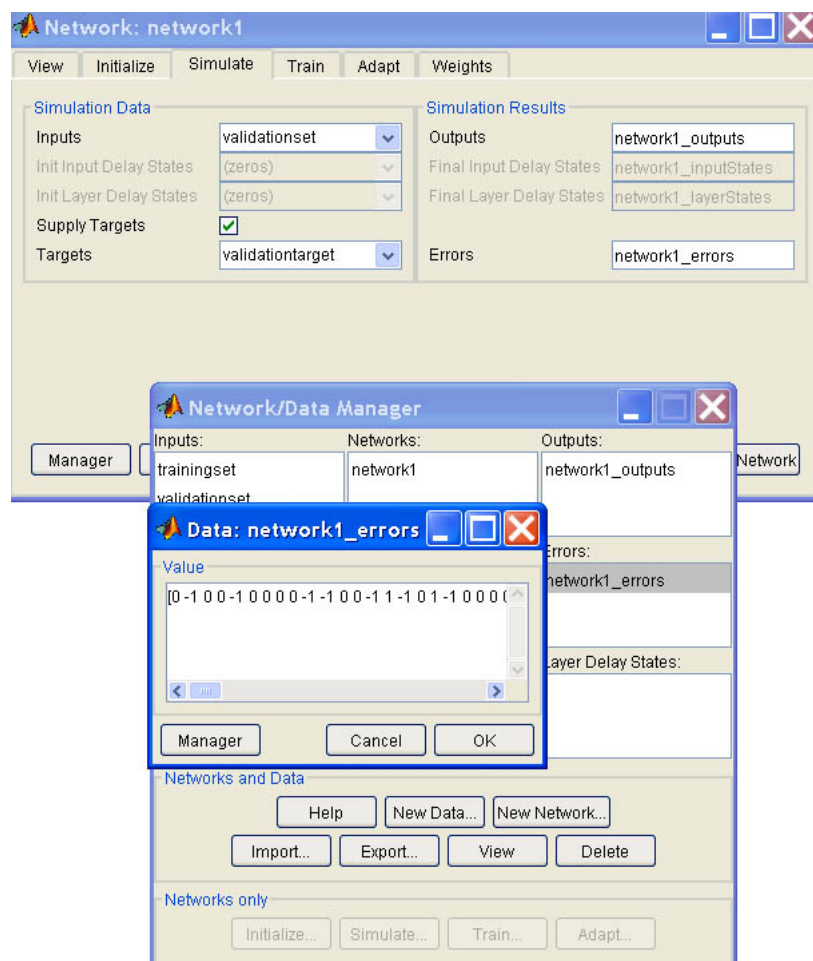 Network: network1
View Initialize Simulate Train Adapt Weights
Simulation Data
Inputs validationset
Init Input Delay States (zeros)
Init Layer Delay States (zeros)
Supply Targets
Targets validationtarget
Simulation Results
Outputs network1_outputs
Final Input Delay States network1_inputStates
Final Layer Delay States network1_layerStates
Errors network1_errors
Manager
Network
Network/Data Manager
Inputs:
trainingset
validationset
Networks:
network1
Outputs:
network1_outputs
Errors:
network1_errors
Layer Delay States:
Data: network1_errors
Value
[0 -1 0 0 -1 0 0 0 0 -1 -1 0 0 -1 1 -1 0 1 -1 0 0 0
Manager Cancel OK
Networks and Data
Help New Data... New Network...
Import... Export... View Delete
Networks only
Initialize... Simulate... Train... Adapt...